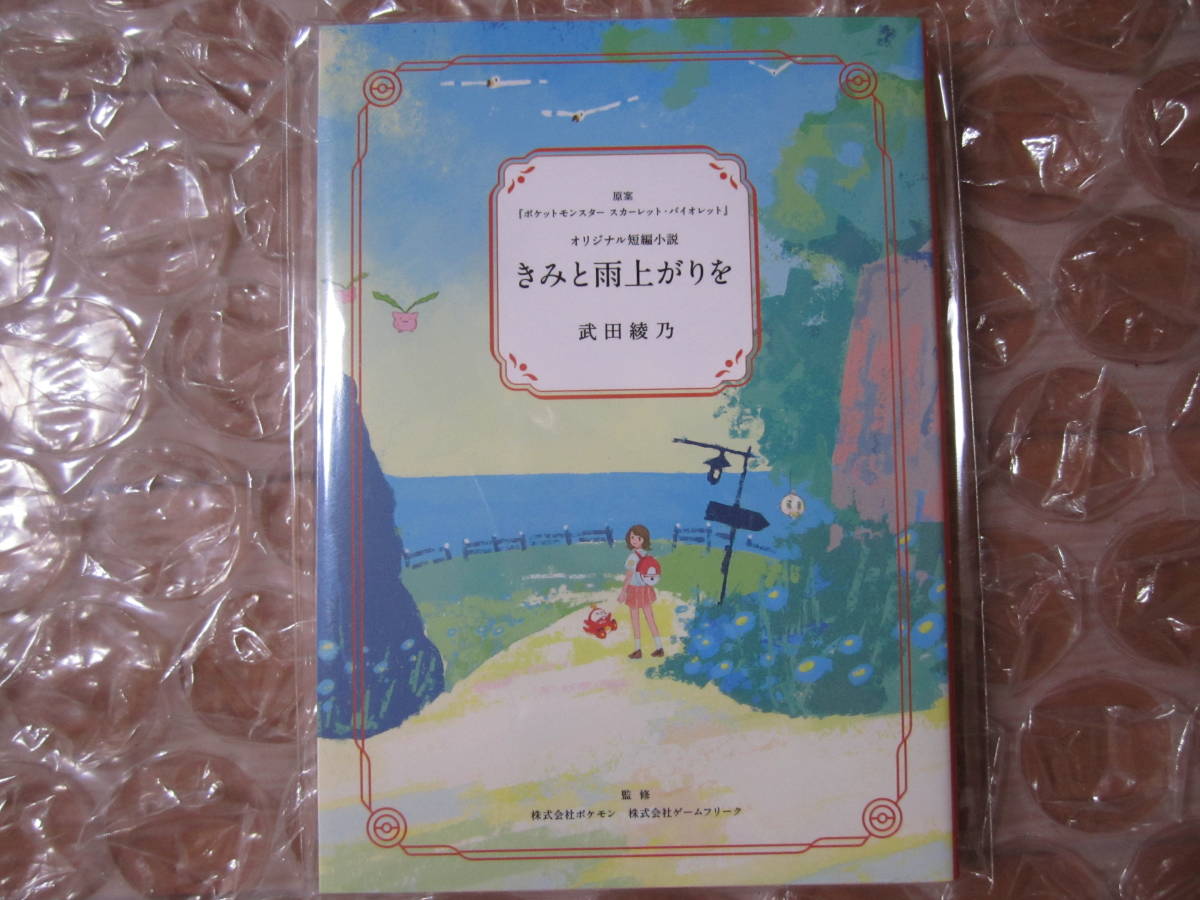 原案
『ポケットモンスター スカーレット・バイオレット』
オリジナル短編小説
きみと雨上がりを
武田綾乃
監修
株式会社ポケモン 株式会社ゲームフリーク